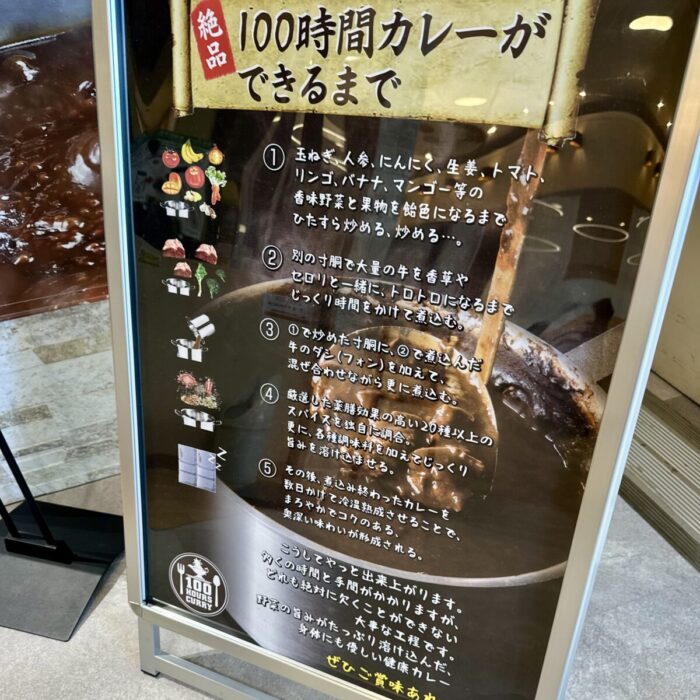 絶品
100時間カレーが
できるまで
① 玉ねぎ、人参、にんにく、生姜、トマト、
リンゴ、バナナ、マンゴー等の
香味野菜と果物を飴色になるまで
ひたすら炒める、炒める…。
② 別の寸胴で大量の牛を香草や
セロリと一緒に、トロトロになるまで
じっくり時間をかけて煮込む。
③ ①で炒めた寸胴に、②で煮込んだ
牛のダシ(フォン)を加えて、
混ぜ合わせながら更に煮込む。
④ 厳選した薬膳効果の高い20種以上の
スパイスを独自に調合。
更に、各種調味料を加えてじっくり
旨みを溶け込ませる。
⑤ その後、煮込み終わったカレーを
数日かけて冷温熟成させることで、
まろやかでコクのある、
奥深い味わいが形成される。
こうしてやっと出来上がります。
多くの時間と手間がかかりますが、
どれも絶対に欠くことができない
大事な工程です。
野菜の旨みがたっぷり溶け込んだ、
身体にも優しい健康カレー
ぜひご賞味あれ
Z
Z
Z
100
HOURS
CURRY